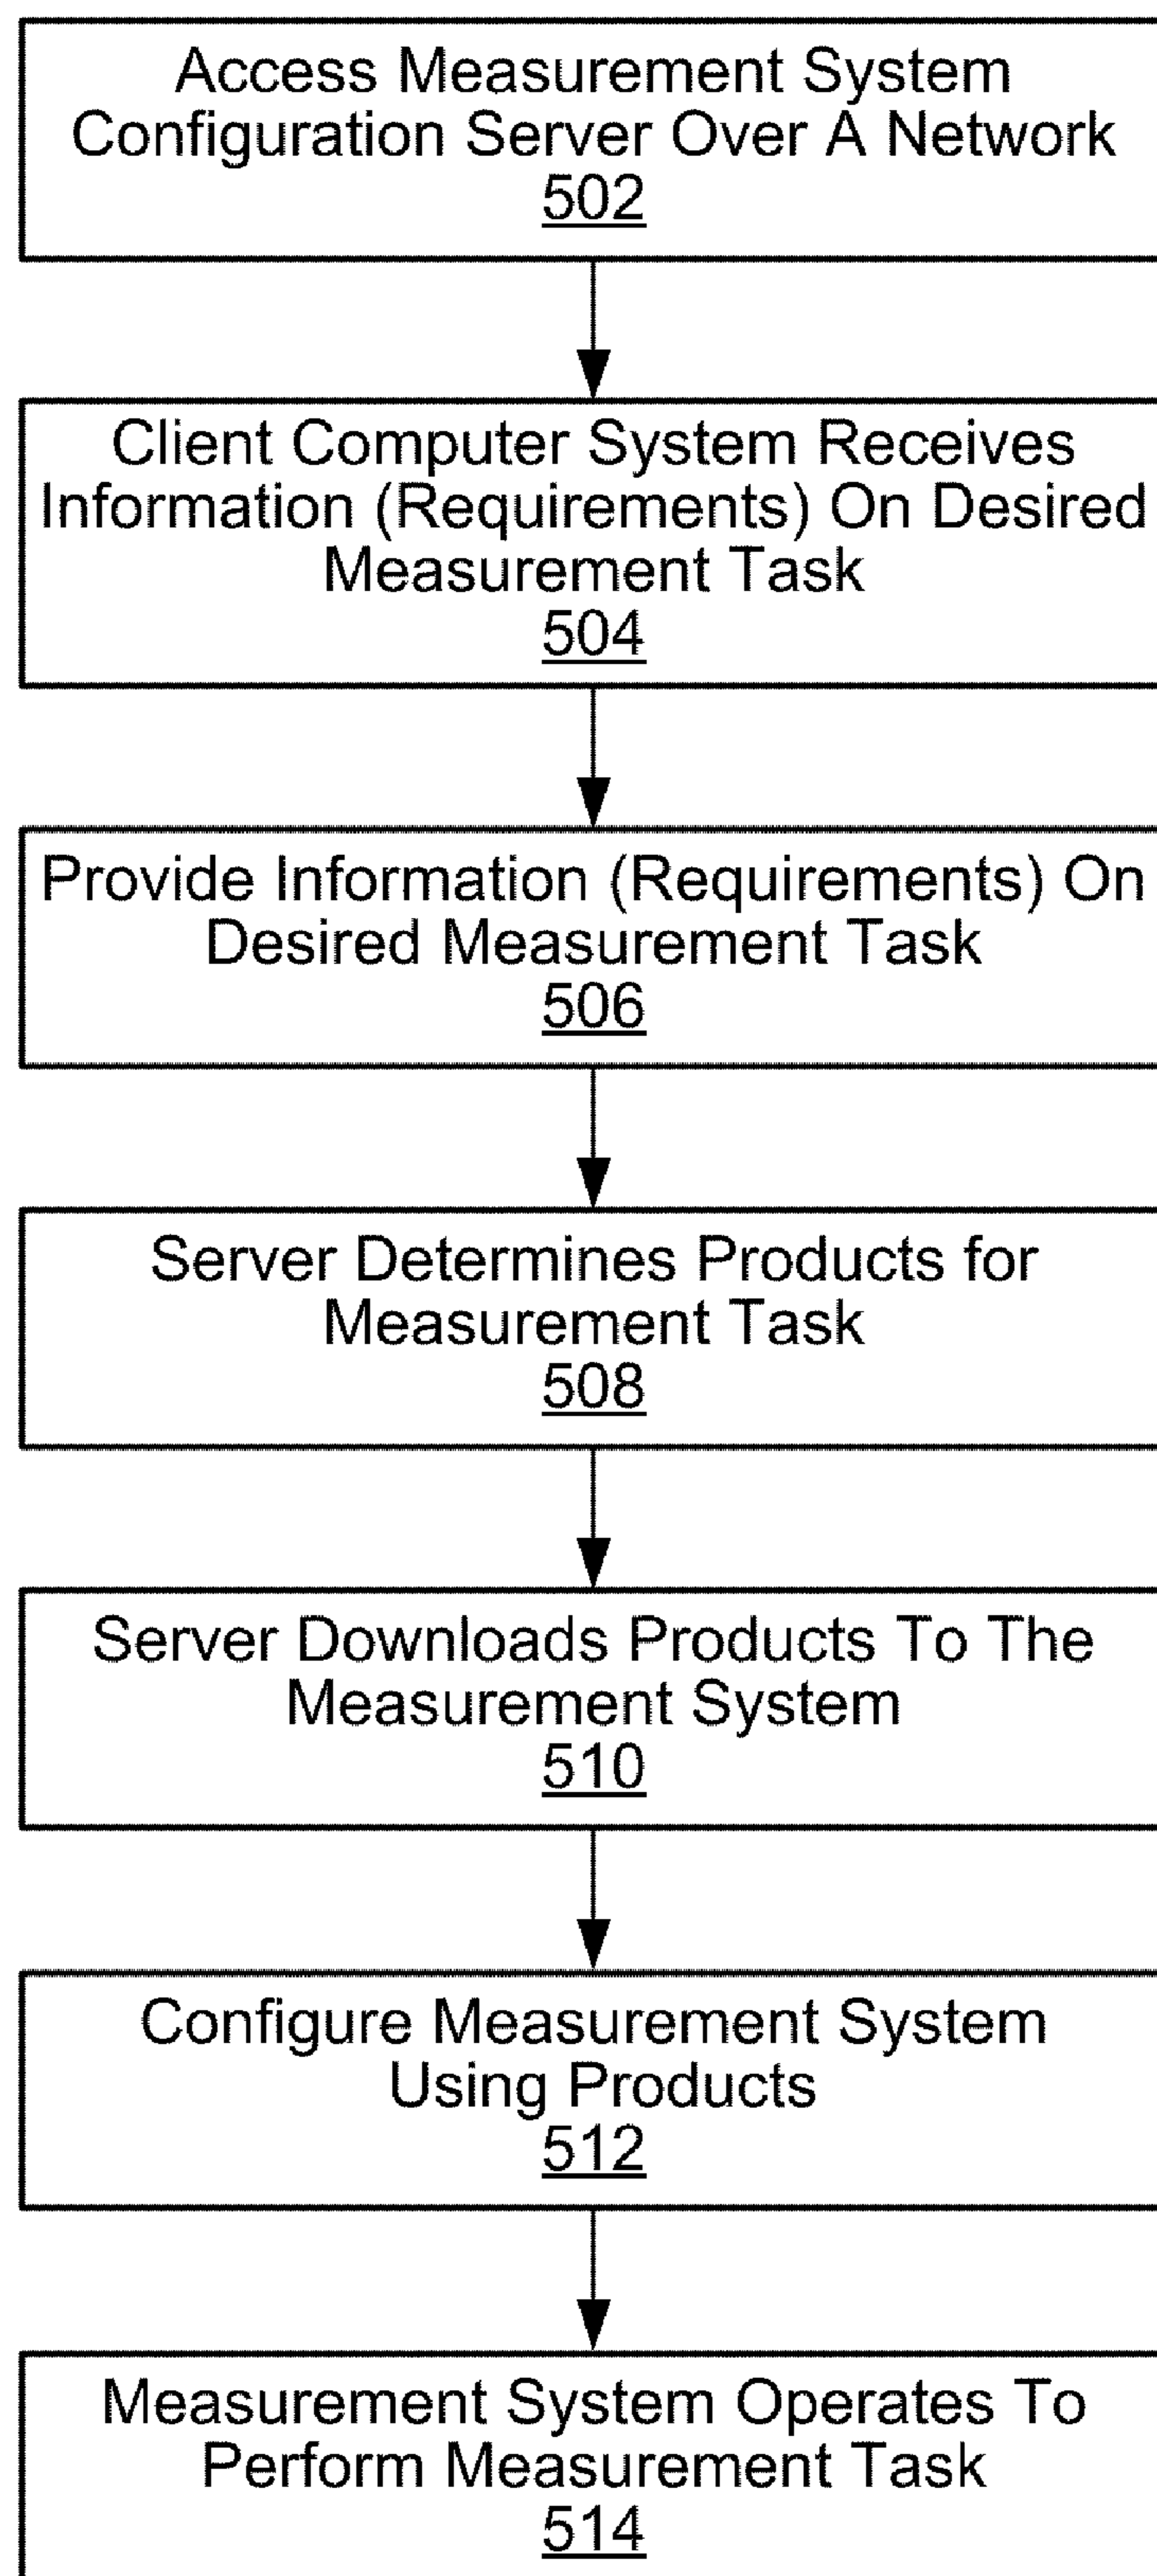 Access Measurement System
Configuration Server Over A Network
502
Client Computer System Receives
Information (Requirements) On Desired
Measurement Task
504
Provide Information (Requirements) On
Desired Measurement Task
506
Server Determines Products for
Measurement Task
508
Server Downloads Products To The
Measurement System
510
Configure Measurement System
Using Products
512
Measurement System Operates To
Perform Measurement Task
514